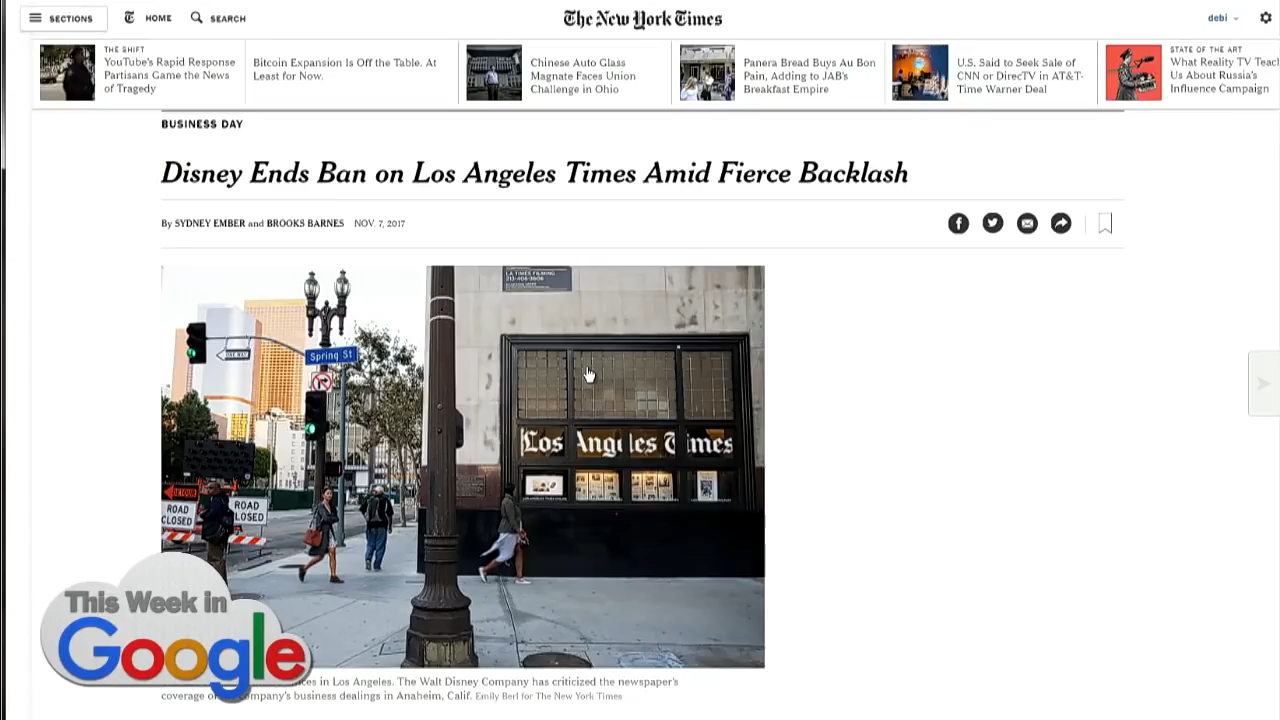 SECTIONS
HOME
SEARCH
The New York Times
debi
THE SHIFT
YouTube's Rapid Response
Partisans Game the News
of Tragedy
Bitcoin Expansion Is Off the Table. At
Least for Now.
Chinese Auto Glass
Magnate Faces Union
Challenge in Ohio
Panera Bread Buys Au Bon
Pain, Adding to JAB's
Breakfast Empire
U.S. Said to Seek Sale of
CNN or DirecTV in AT&T-
Time Warner Deal
STATE OF THE ART
What Reality TV Teac
Us About Russia's
Influence Campaign
BUSINESS DAY
Disney Ends Ban on Los Angeles Times Amid Fierce Backlash
By SYDNEY EMBER and BROOKS BARNES NOV. 7, 2017
LA TIMES FILMING
Spring St
ONE WAY
Los Angeles Times
DETOUR
ROAD
CLOSED
ROAD
CLOSED
This Week in
Google
in Los Angeles. The Walt Disney Company has criticized the newspaper's
coverage company's business dealings in Anaheim, Calif. Emily Berl for The New York Times